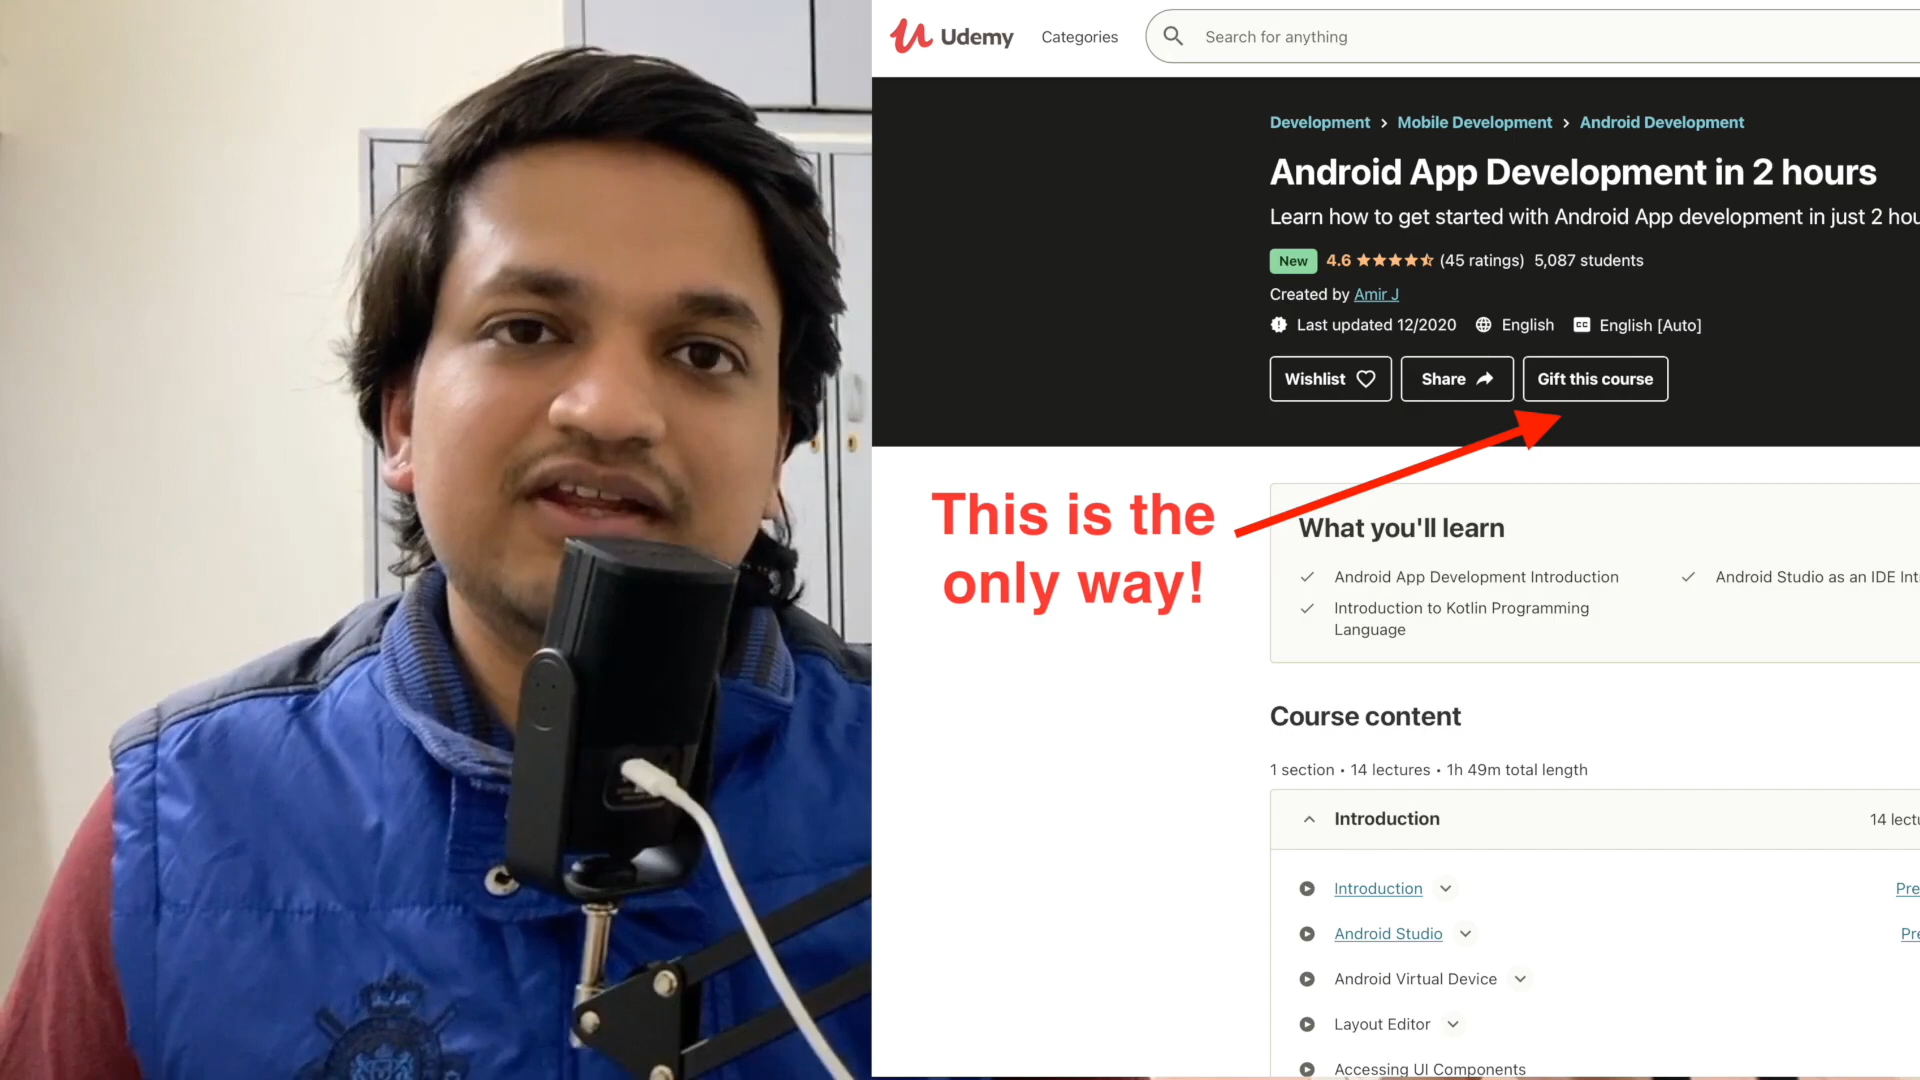 Udemy Categories Search for anything
Development > Mobile Development > Android Development
Android App Development in 2 hours
Learn how to get started with Android App development in just 2
New 4.6 (45 ratings) 5,087 students
Created by Amir J
Last updated 12/2020 English CC English [Auto]
Wishlist Share Gift this course
This is the
only way!
What you'll learn
Android App Development Introduction Android Studio as an IDE
Introduction to Kotlin Programming
Language
Course content
1 section • 14 lectures • 1h 49m total length
Introduction 14
Introduction
Android Studio
Android Virtual Device
Layout Editor
Accessing UI Components